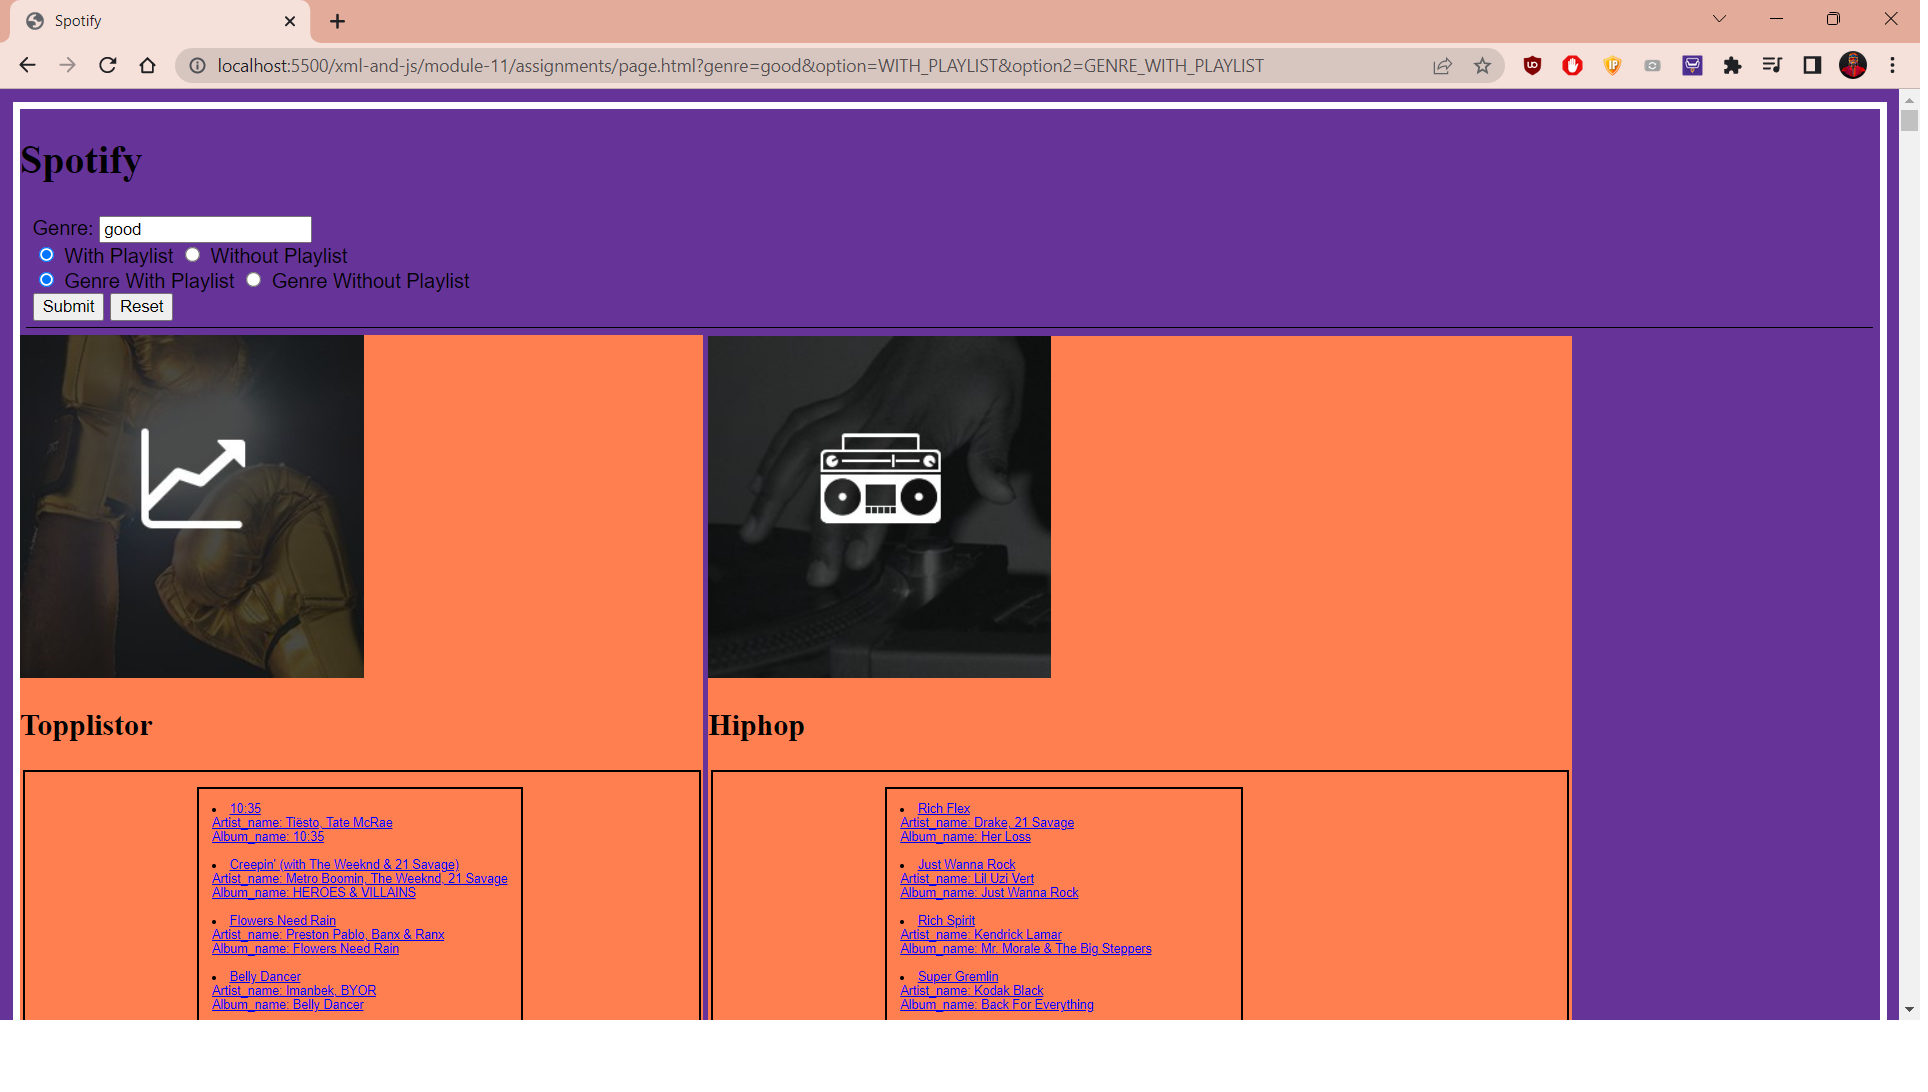 Spotify
localhost:5500/xml-and-js/module-11/assignments/page.html?genre=good&option=WITH_PLAYLIST&option2=GENRE_WITH_PLAYLIST
Spotify
Genre: good
With Playlist Without Playlist
Genre With Playlist Genre Without Playlist
Submit Reset
Topplistor
10:35
Artist_name: Tiësto, Tate McRae
Album_name: 10:35
Creepin' (with The Weeknd & 21 Savage)
Artist_name: Metro Boomin, The Weeknd, 21 Savage
Album_name: HEROES & VILLAINS
Flowers Need Rain
Artist_name: Preston Pablo, Banx & Ranx
Album_name: Flowers Need Rain
Belly Dancer
Artist_name: Imanbek, BYOR
Album_name: Belly Dancer
Hiphop
Rich Flex
Artist_name: Drake, 21 Savage
Album_name: Her Loss
Just Wanna Rock
Artist_name: Lil Uzi Vert
Album_name: Just Wanna Rock
Rich Spirit
Artist_name: Kendrick Lamar
Album_name: Mr. Morale & The Big Steppers
Super Gremlin
Artist_name: Kodak Black
Album_name: Back For Everything